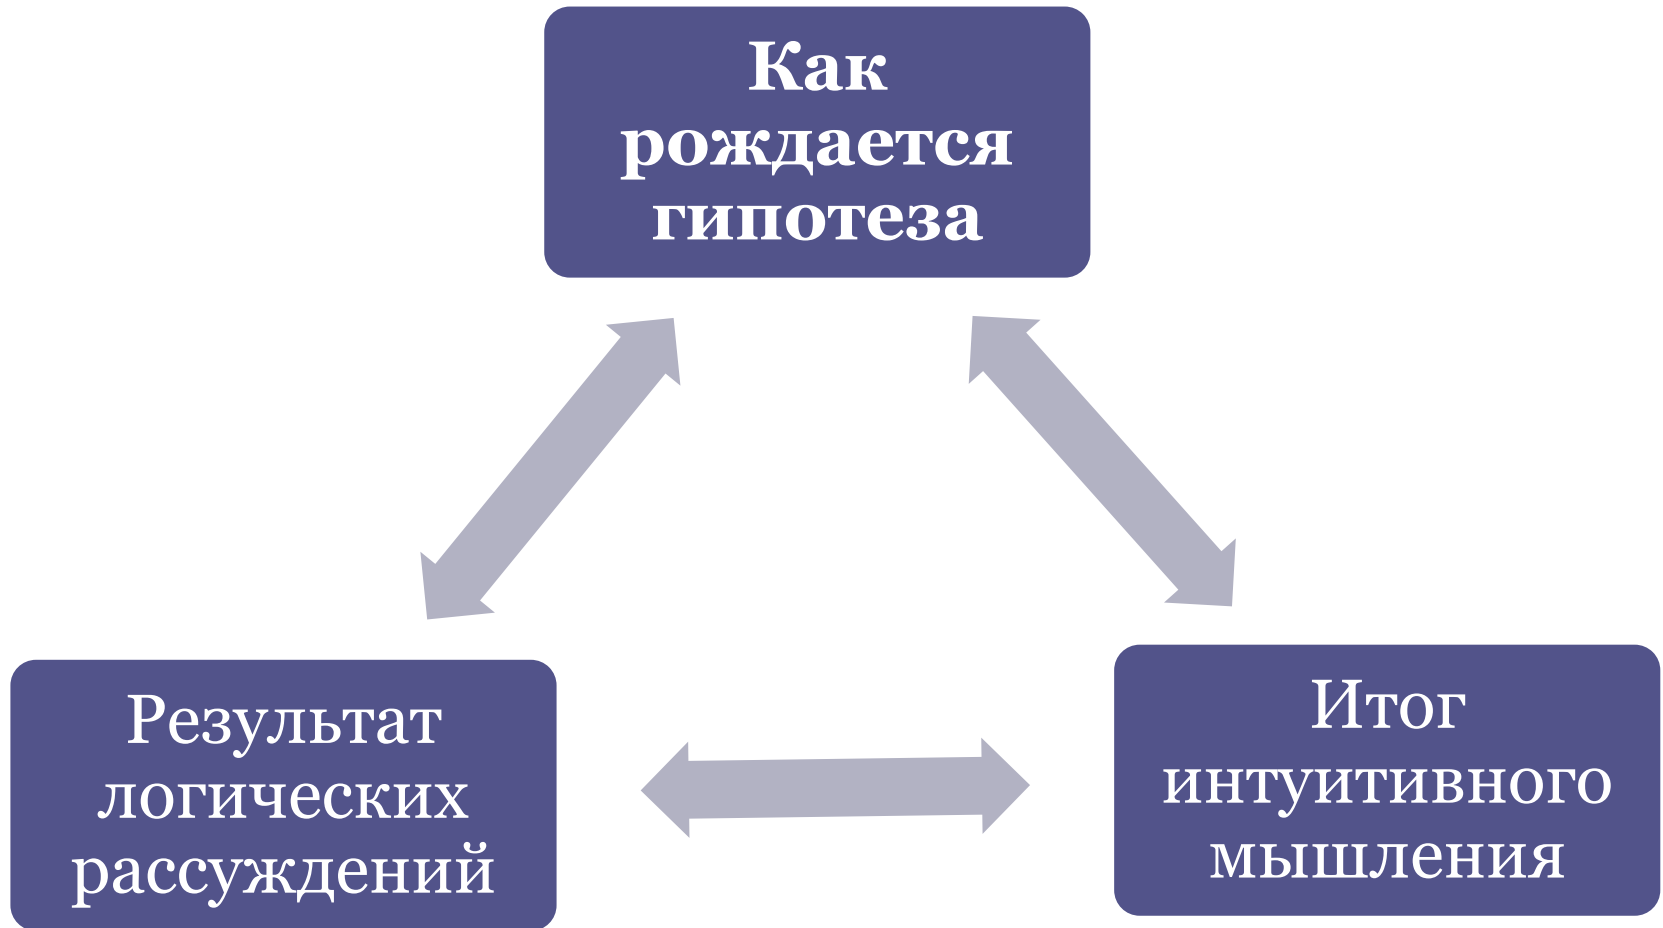 Как
рождается
гипотеза
Результат
логических
рассуждений
Итог
интуитивного
мышления